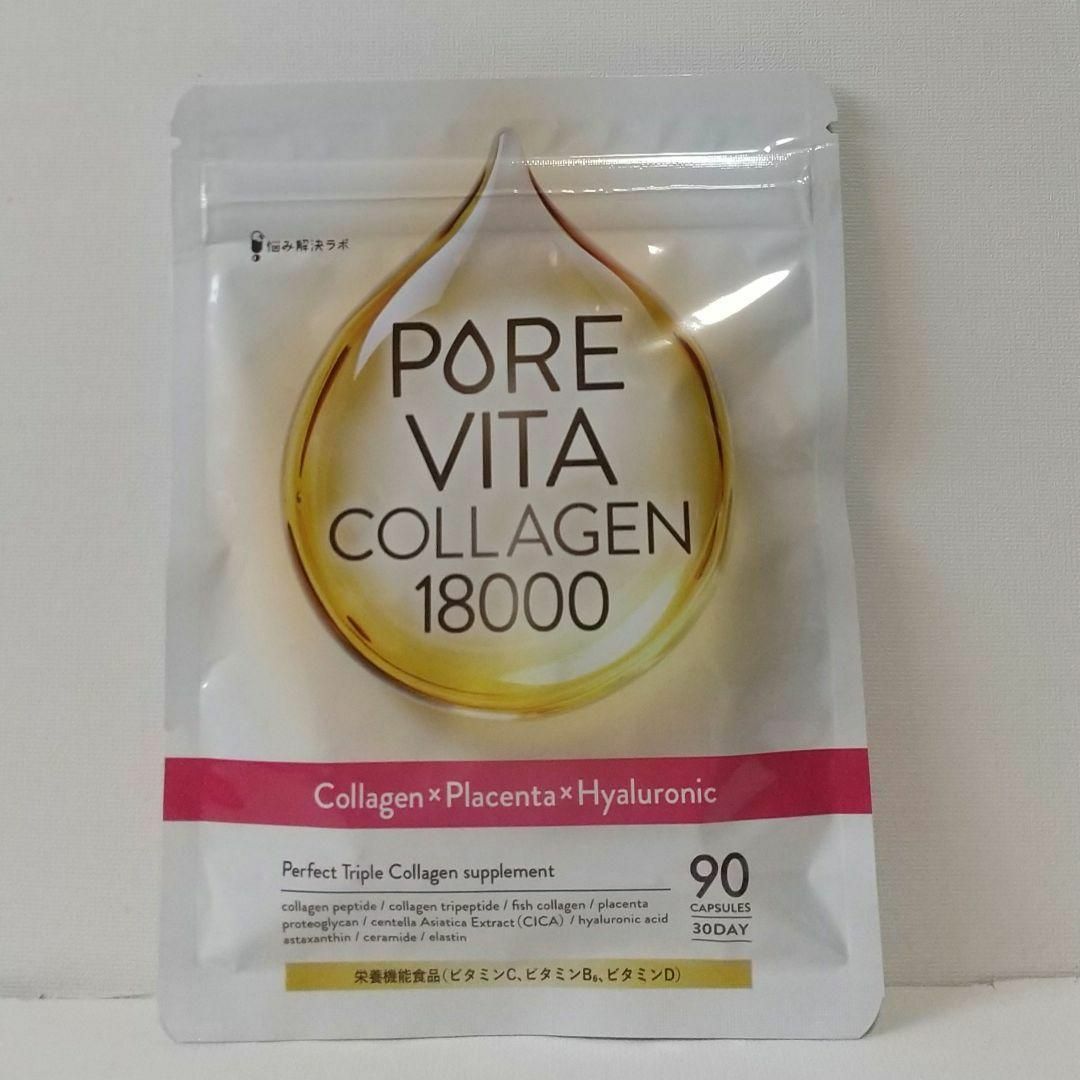 悩み解決ラボ
PORE
VITA
COLLAGEN
18000
Collagen×Placenta×Hyaluronic
Perfect Triple Collagen supplement
collagen peptide / collagen tripeptide / fish collagen / placenta
proteoglycan / centella Asiatica Extract(CICA) / hyaluronic acid
astaxanthin / ceramide / elastin
90
CAPSULES
30DAY
栄養機能食品(ビタミンC、ビタミンB₆、ビタミンD)